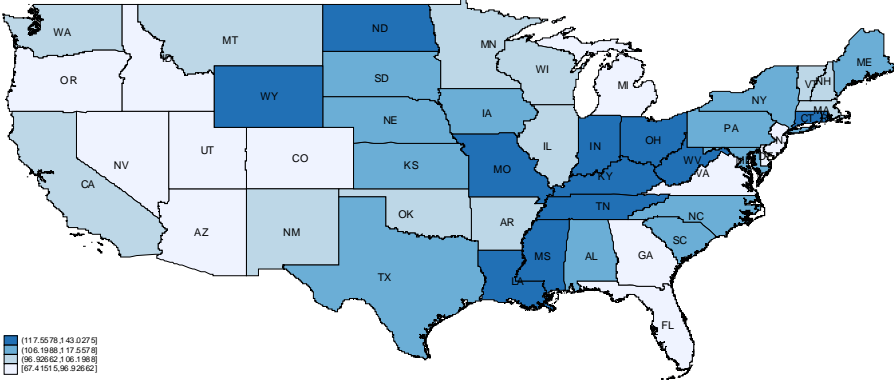 WA
MT
ND
MN
OR
WY
SD
WI
MI
VT
NH
ME
NY
MA
CT
NE
IA
PA
NV
UT
CO
KS
MO
IL
IN
OH
WV
VA
KY
CA
AZ
NM
OK
AR
TN
NC
SC
TX
LA
MS
AL
GA
FL
(117.5578,143.0275]
(106.1988,117.5578]
(96.92662,106.1988]
[67.41515,96.92662]